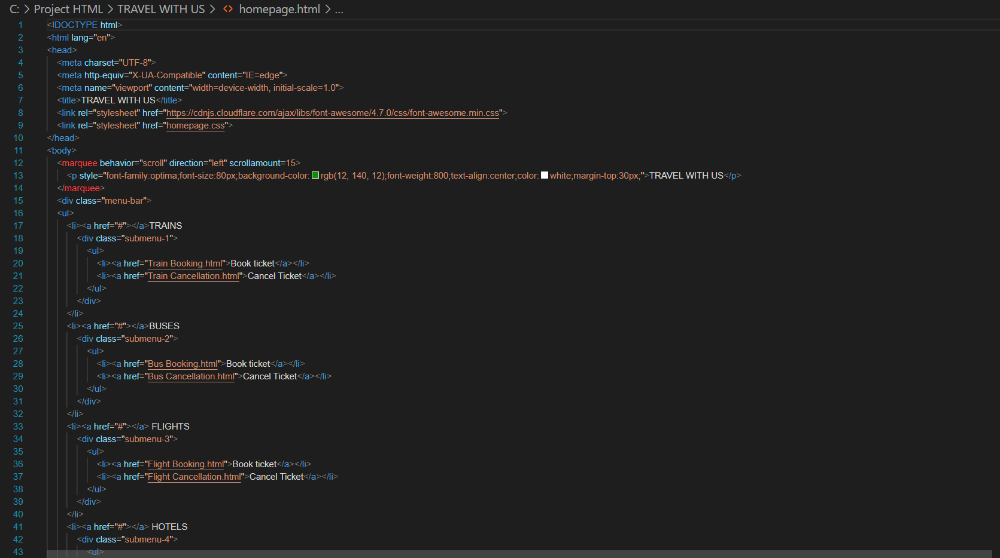 C: > Project HTML > TRAVEL WITH US > <> homepage.html > ...
1 <!DOCTYPE html>
2 <html lang="en">
3 <head>
4 <meta charset="UTF-8">
5 <meta http-equiv="X-UA-Compatible" content="IE=edge">
6 <meta name="viewport" content="width=device-width, initial-scale=1.0">
7 <title>TRAVEL WITH US</title>
8 <link rel="stylesheet" href="https://cdnjs.cloudflare.com/ajax/libs/font-awesome/4.7.0/css/font-awesome.min.css">
9 <link rel="stylesheet" href="homepage.css">
10 </head>
11 <body>
12 <marquee behavior="scroll" direction="left" scrollamount=15>
13 <p style="font-family:optima;font-size:80px;background-color:rgb(12, 140, 12);font-weight:800;text-align:center;color:white;margin-top:30px;">TRAVEL WITH US</p>
14 </marquee>
15 <div class="menu-bar">
16 <ul>
17 <li><a href="#"></a>TRAINS
18 <div class="submenu-1">
19 <ul>
20 <li><a href="Train Booking.html">Book ticket</a></li>
21 <li><a href="Train Cancellation.html">Cancel Ticket</a></li>
22 </ul>
23 </div>
24 </li>
25 <li><a href="#"></a>BUSES
26 <div class="submenu-2">
27 <ul>
28 <li><a href="Bus Booking.html">Book ticket</a></li>
29 <li><a href="Bus Cancellation.html">Cancel Ticket</a></li>
30 </ul>
31 </div>
32 </li>
33 <li><a href="#"></a> FLIGHTS
34 <div class="submenu-3">
35 <ul>
36 <li><a href="Flight Booking.html">Book ticket</a></li>
37 <li><a href="Flight Cancellation.html">Cancel Ticket</a></li>
38 </ul>
39 </div>
40 </li>
41 <li><a href="#"></a> HOTELS
42 <div class="submenu-4">
43 <ul>